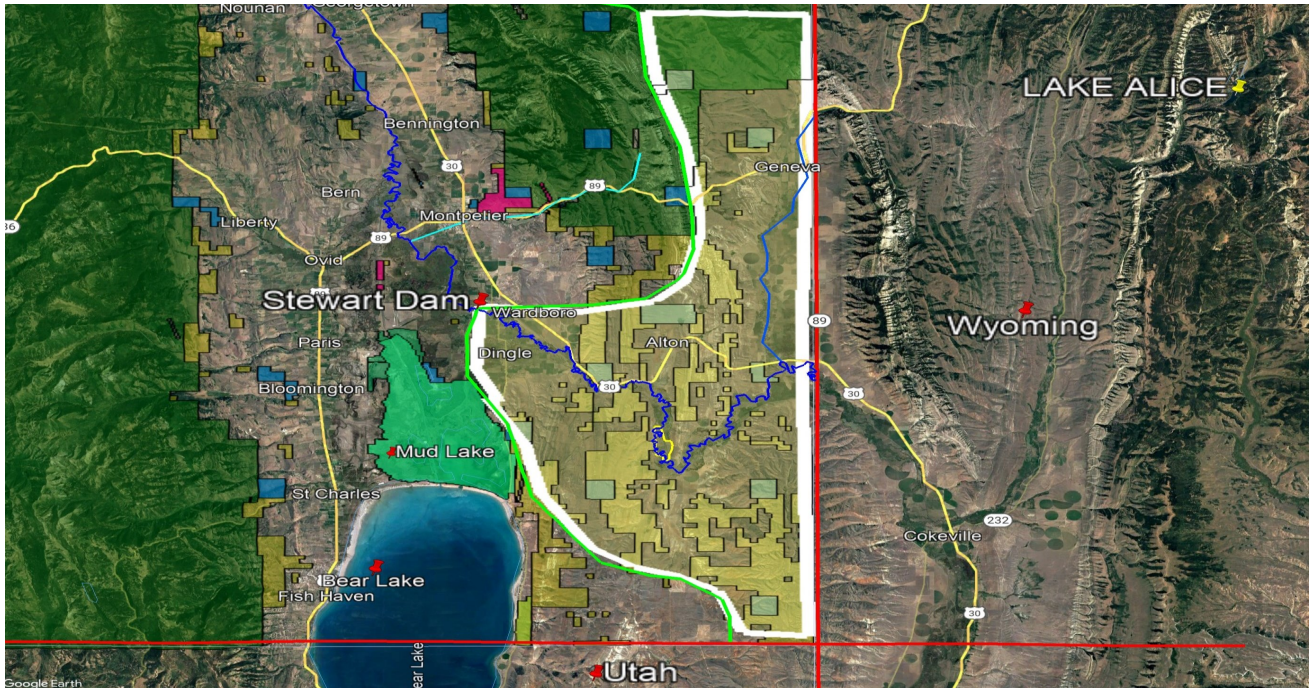 Nounan
Georgetown
LAKE ALICE
Bennington
30
Geneva
89
Bern
Montpelier
Liberty
36
89
Ovid
Stewart Dam
Wardboro
89
Wyoming
Paris
Dingle
Alton
30
Bloomington
30
Mud Lake
St Charles
232
Cokeville
Bear Lake
Fish Haven
30
Bear Lake
Utah
Google Earth